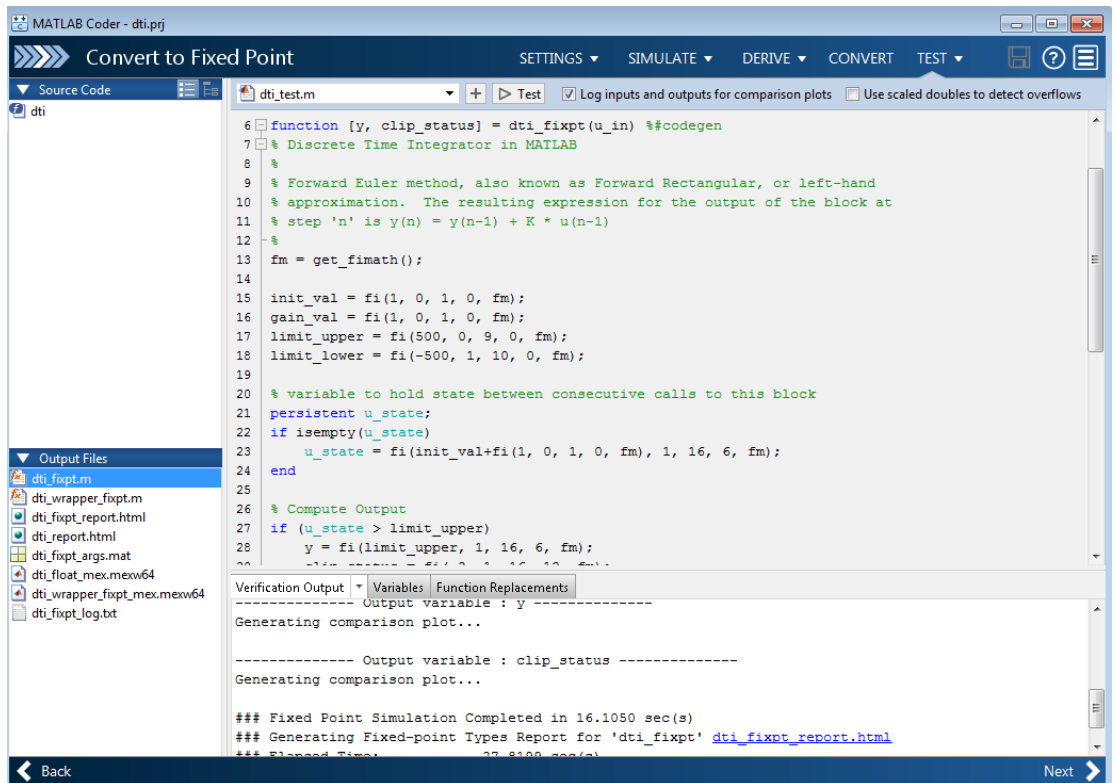 MATLAB Coder - dti.prj
Convert to Fixed Point
SETTINGS SIMULATE DERIVE CONVERT TEST
Source Code
dti
dti_test.m + Test Log inputs and outputs for comparison plots Use scaled doubles to detect overflows
6 function [y, clip_status] = dti_fixpt(u_in) %#codegen
7 % Discrete Time Integrator in MATLAB
8 %
9 % Forward Euler method, also known as Forward Rectangular, or left-hand
10 % approximation. The resulting expression for the output of the block at
11 % step 'n' is y(n) = y(n-1) + K * u(n-1)
12 %
13 fm = get_fimath();
14
15 init_val = fi(1, 0, 1, 0, fm);
16 gain_val = fi(1, 0, 1, 0, fm);
17 limit_upper = fi(500, 0, 9, 0, fm);
18 limit_lower = fi(-500, 1, 10, 0, fm);
19
20 % variable to hold state between consecutive calls to this block
21 persistent u_state;
22 if isempty(u_state)
23 u_state = fi(init_val+fi(1, 0, 1, 0, fm), 1, 16, 6, fm);
24 end
25
26 % Compute Output
27 if (u_state > limit_upper)
28 y = fi(limit_upper, 1, 16, 6, fm);
Output Files
dti_fixpt.m
dti_wrapper_fixpt.m
dti_fixpt_report.html
dti_report.html
dti_fixpt_args.mat
dti_float_mex.mexw64
dti_wrapper_fixpt_mex.mexw64
dti_fixpt_log.txt
Verification Output Variables Function Replacements
-------------- Output variable : y --------------
Generating comparison plot...
-------------- Output variable : clip_status --------------
Generating comparison plot...
### Fixed Point Simulation Completed in 16.1050 sec(s)
### Generating Fixed-point Types Report for 'dti_fixpt' dti_fixpt_report.html
### Elapsed Time: 27.8199 sec(s)
Back
Next